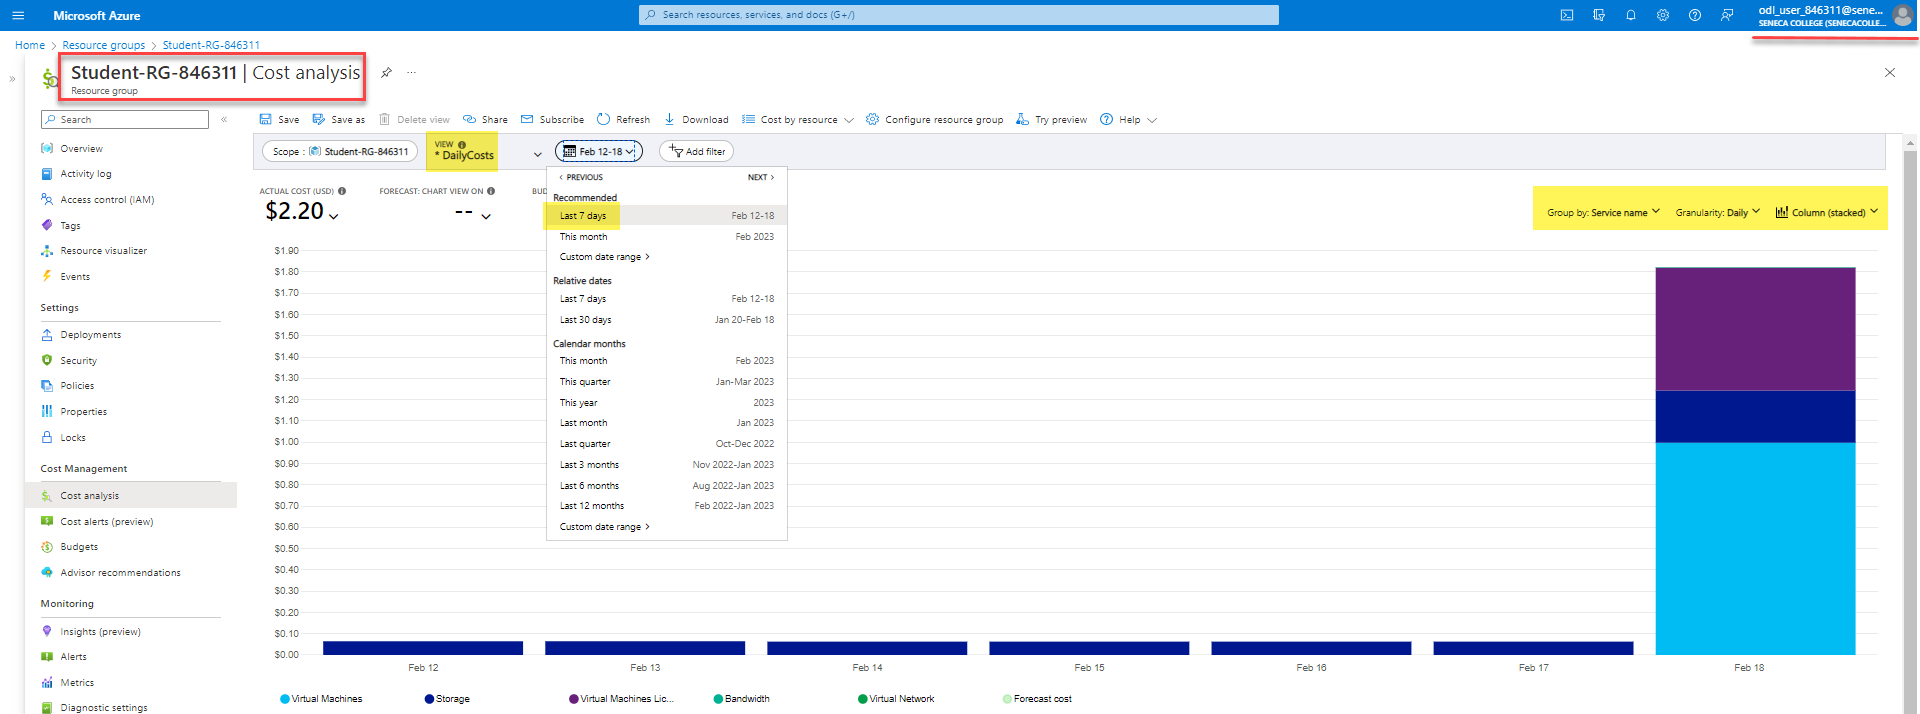 Microsoft Azure
Search resources, services, and docs (G+/)
odl_user_846311@sene...
SENECA COLLEGE (SENECACOLLE...
Home > Resource groups > Student-RG-846311
»
Student-RG-846311 | Cost analysis
...
Resource group
Search
«
Save
Save as
Delete view
Share
Subscribe
Refresh
Download
Cost by resource
Configure resource group
Try preview
Help
Scope : Student-RG-846311
VIEW
* DailyCosts
Feb 12-18
Add filter
Overview
Activity log
Access control (IAM)
Tags
Resource visualizer
Events
Settings
Deployments
Security
Policies
Properties
Locks
Cost Management
Cost analysis
Cost alerts (preview)
Budgets
Advisor recommendations
Monitoring
Insights (preview)
Alerts
Metrics
Diagnostic settings
ACTUAL COST (USD)
$2.20
FORECAST: CHART VIEW ON
--
BUD
< PREVIOUS NEXT >
Recommended
Last 7 days Feb 12-18
This month Feb 2023
Custom date range >
Relative dates
Last 7 days Feb 12-18
Last 30 days Jan 20-Feb 18
Calendar months
This month Feb 2023
This quarter Jan-Mar 2023
This year 2023
Last month Jan 2023
Last quarter Oct-Dec 2022
Last 3 months Nov 2022-Jan 2023
Last 6 months Aug 2022-Jan 2023
Last 12 months Feb 2022-Jan 2023
Custom date range >
Group by: Service name
Granularity: Daily
Column (stacked)
$1.90
$1.80
$1.70
$1.60
$1.50
$1.40
$1.30
$1.20
$1.10
$1.00
$0.90
$0.80
$0.70
$0.60
$0.50
$0.40
$0.30
$0.20
$0.10
$0.00
Feb 12 Feb 13 Feb 14 Feb 15 Feb 16 Feb 17 Feb 18
Virtual Machines
Storage
Virtual Machines Lic...
Bandwidth
Virtual Network
Forecast cost